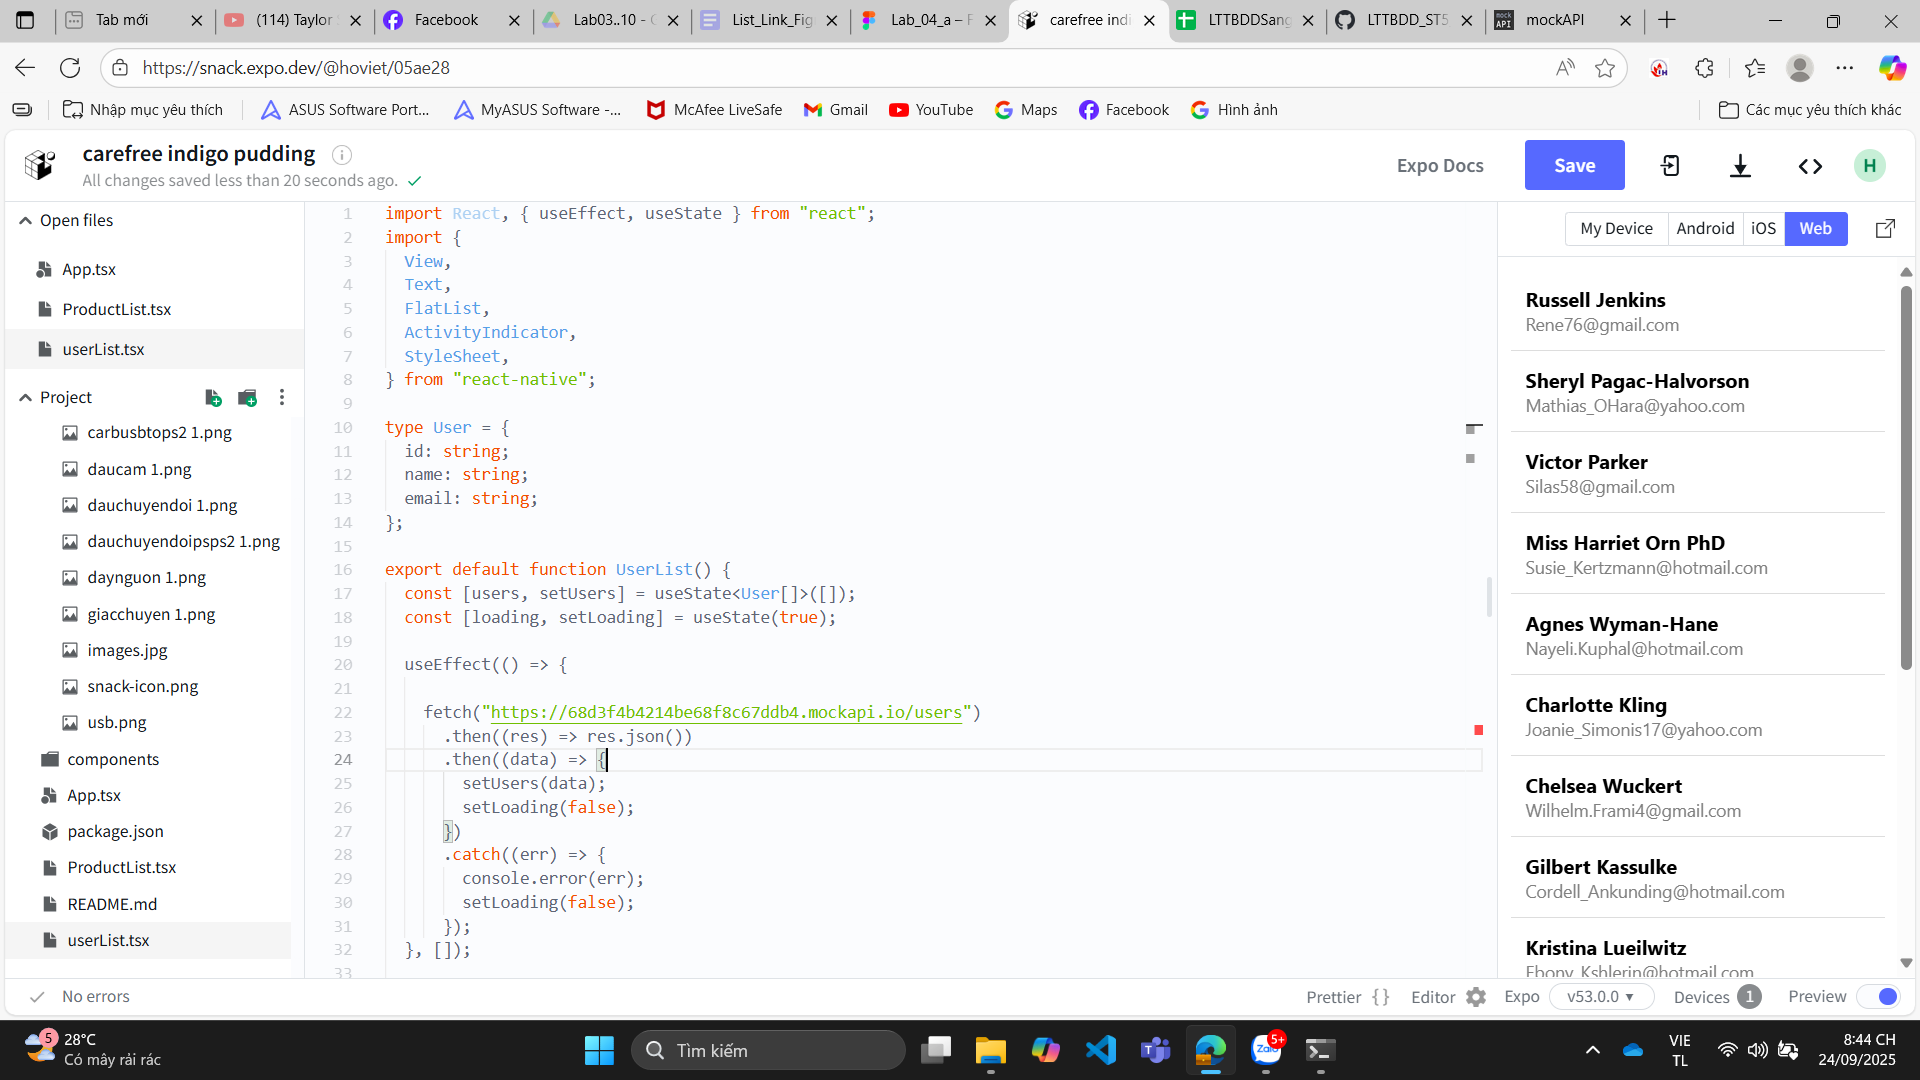 Tab mới
(114) Taylor
Facebook
Lab03..10 -
List_Link_Fig
Lab_04_a – F
carefree indi
LTTBDDSang
LTTBDD_ST5
mockAPI
https://snack.expo.dev/@hoviet/05ae28
Nhập mục yêu thích
ASUS Software Port...
MyASUS Software -...
McAfee LiveSafe
Gmail
YouTube
Maps
Facebook
Hình ảnh
Các mục yêu thích khác
carefree indigo pudding
All changes saved less than 20 seconds ago.
Expo Docs
Save
H
Open files
App.tsx
ProductList.tsx
userList.tsx
Project
carbusbtops2 1.png
daucam 1.png
dauchuyendoi 1.png
dauchuyendoipsps2 1.png
daynguon 1.png
giacchuyen 1.png
images.jpg
snack-icon.png
usb.png
components
App.tsx
package.json
ProductList.tsx
README.md
userList.tsx
1 import React, { useEffect, useState } from "react";
2 import {
3 View,
4 Text,
5 FlatList,
6 ActivityIndicator,
7 StyleSheet,
8 } from "react-native";
9
10 type User = {
11 id: string;
12 name: string;
13 email: string;
14 };
15
16 export default function UserList() {
17 const [users, setUsers] = useState<User[]>([]);
18 const [loading, setLoading] = useState(true);
19
20 useEffect(() => {
21
22 fetch("https://68d3f4b4214be68f8c67ddb4.mockapi.io/users")
23 .then((res) => res.json())
24 .then((data) => {
25 setUsers(data);
26 setLoading(false);
27 })
28 .catch((err) => {
29 console.error(err);
30 setLoading(false);
31 });
32 }, []);
33
My Device
Android
iOS
Web
Russell Jenkins
Rene76@gmail.com
Sheryl Pagac-Halvorson
Mathias_OHara@yahoo.com
Victor Parker
Silas58@gmail.com
Miss Harriet Orn PhD
Susie_Kertzmann@hotmail.com
Agnes Wyman-Hane
Nayeli.Kuphal@hotmail.com
Charlotte Kling
Joanie_Simonis17@yahoo.com
Chelsea Wuckert
Wilhelm.Frami4@gmail.com
Gilbert Kassulke
Cordell_Ankunding@hotmail.com
Kristina Lueilwitz
Ebony_Kshlerin@hotmail.com
No errors
Prettier { }
Editor
Expo
v53.0.0
Devices 1
Preview
5
28°C
Có mây rải rác
Tìm kiếm
Zalo
5+
VIE
TL
8:44 CH
24/09/2025